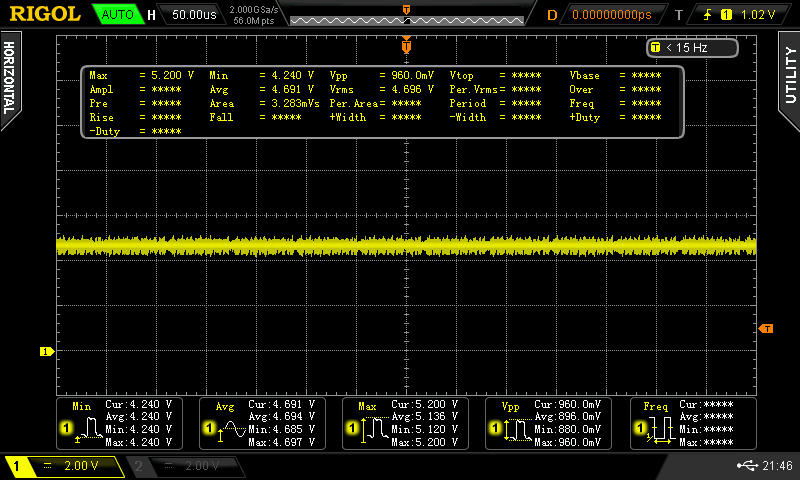 RIGOL AUTO H 50.00us 2.000GSa/s 56.0M pts T D 0.00000000ps T 1 1.02 V
HORIZONTAL
UTILITY
T
T < 15 Hz
Max = 5.200 V Min = 4.240 V Vpp = 960.0mV Vtop = ***** Vbase = *****
Ampl = ***** Avg = 4.691 V Vrms = 4.696 V Per.Vrms= ***** Over = *****
Pre = ***** Area = 3.283mVs Per.Area= ***** Period = ***** Freq = *****
Rise = ***** Fall = ***** +Width = ***** -Width = ***** +Duty = *****
-Duty = *****
T
1
Min Cur:4.240 V
Avg:4.240 V
1 Min:4.240 V
Max:4.240 V
Avg Cur:4.691 V
Avg:4.694 V
1 Min:4.685 V
Max:4.697 V
Max Cur:5.200 V
Avg:5.136 V
1 Min:5.120 V
Max:5.200 V
Vpp Cur:960.0mV
Avg:896.0mV
1 Min:880.0mV
Max:960.0mV
Freq Cur:*****
Avg:*****
1 Min:*****
Max:*****
1 2.00 V 2 2.00 V 21:46